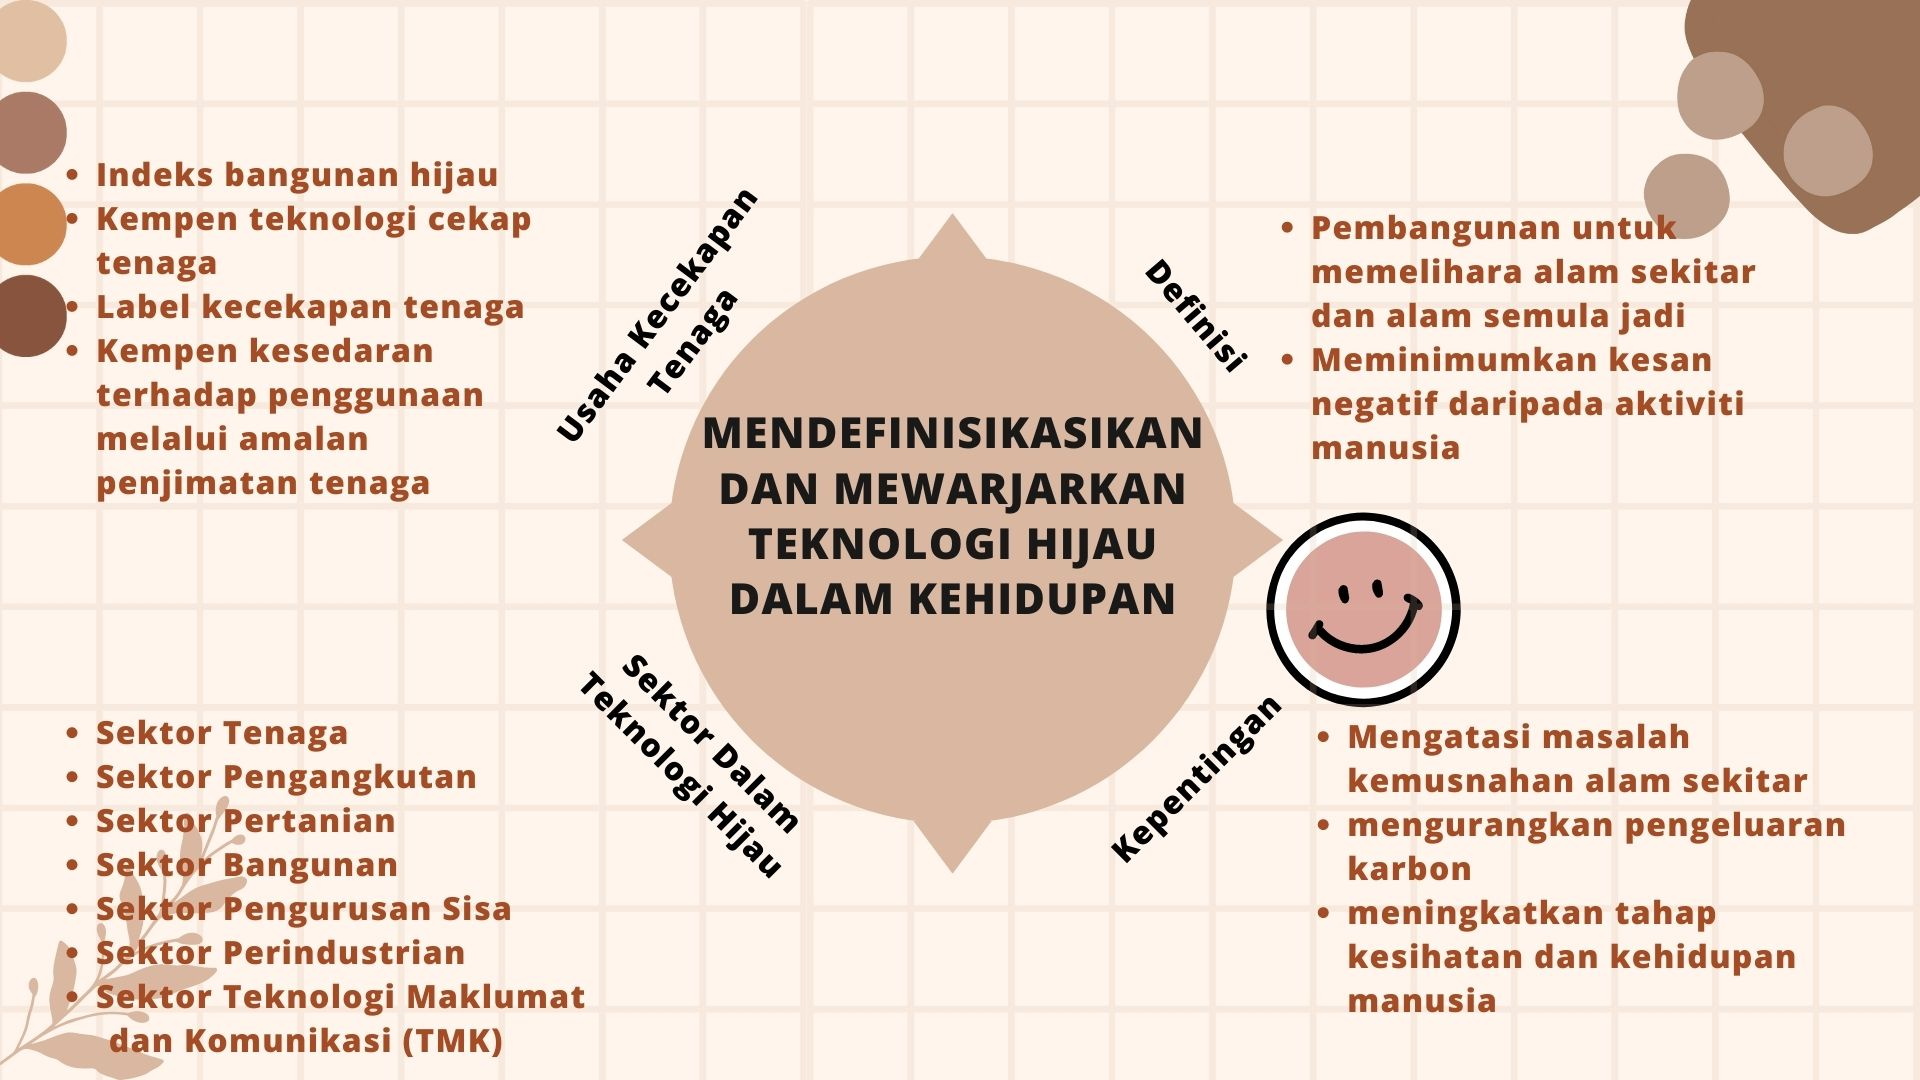 MENDEFINISIKASIKAN
DAN MEWARJARKAN
TEKNOLOGI HIJAU
DALAM KEHIDUPAN
Usaha Kecekapan
Tenaga
• Indeks bangunan hijau
• Kempen teknologi cekap
tenaga
• Label kecekapan tenaga
• Kempen kesedaran
terhadap penggunaan
melalui amalan
penjimatan tenaga
Definisi
• Pembangunan untuk
memelihara alam sekitar
dan alam semula jadi
• Meminimumkan kesan
negatif daripada aktiviti
manusia
Sektor Dalam
Teknologi Hijau
• Sektor Tenaga
• Sektor Pengangkutan
• Sektor Pertanian
• Sektor Bangunan
• Sektor Pengurusan Sisa
• Sektor Perindustrian
• Sektor Teknologi Maklumat
dan Komunikasi (TMK)
Kepentingan
• Mengatasi masalah
kemusnahan alam sekitar
• mengurangkan pengeluaran
karbon
• meningkatkan tahap
kesihatan dan kehidupan
manusia